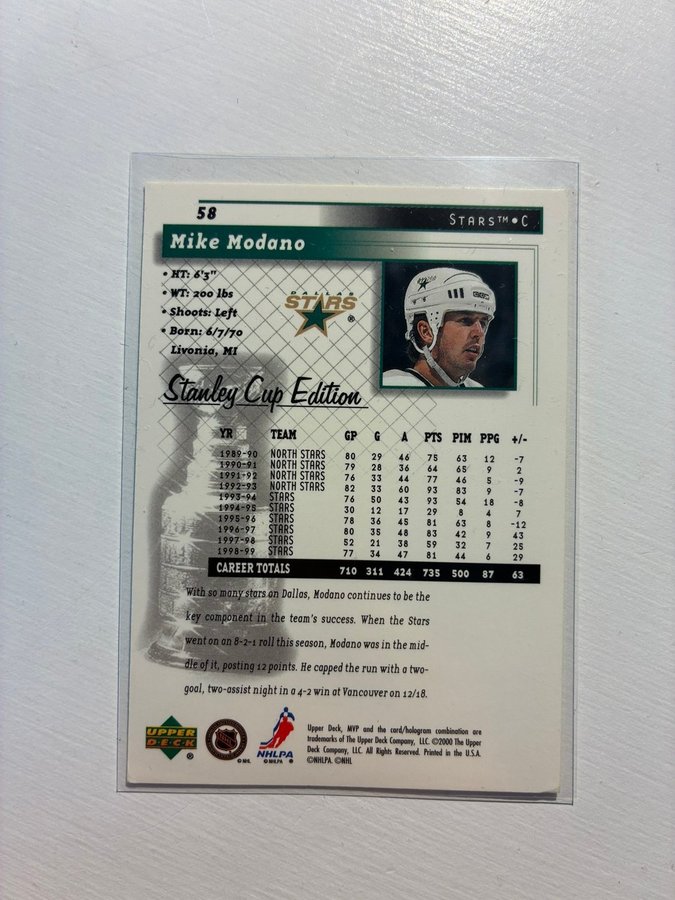 58
STARS™ • C
Mike Modano
• HT: 6'3"
• WT: 200 lbs
• Shoots: Left
• Born: 6/7/70
Livonia, MI
DALLAS
STARS
®
Stanley Cup Edition
YR TEAM GP G A PTS PIM PPG +/-
1989-90 NORTH STARS 80 29 46 75 63 12 -7
1990-91 NORTH STARS 79 28 36 64 65 9 2
1991-92 NORTH STARS 76 33 44 77 46 5 -9
1992-93 NORTH STARS 82 33 60 93 83 9 -7
1993-94 STARS 76 50 43 93 54 18 -8
1994-95 STARS 30 12 17 29 8 4 7
1995-96 STARS 78 36 45 81 63 8 -12
1996-97 STARS 80 35 48 83 42 9 43
1997-98 STARS 52 21 38 59 32 7 25
1998-99 STARS 77 34 47 81 44 6 29
CAREER TOTALS 710 311 424 735 500 87 63
With so many stars on Dallas, Modano continues to be the
key component in the team's success. When the Stars
went on an 8-2-1 roll this season, Modano was in the mid-
dle of it, posting 12 points. He capped the run with a two-
goal, two-assist night in a 4-2 win at Vancouver on 12/18.
UPPER
DECK
®
NHL
©NHL
NHLPA
©NHLPA
Upper Deck, MVP and the card/hologram combination are
trademarks of The Upper Deck Company, LLC. ©2000 The Upper
Deck Company, LLC. All Rights Reserved. Printed in the U.S.A.
©NHLPA. ©NHL